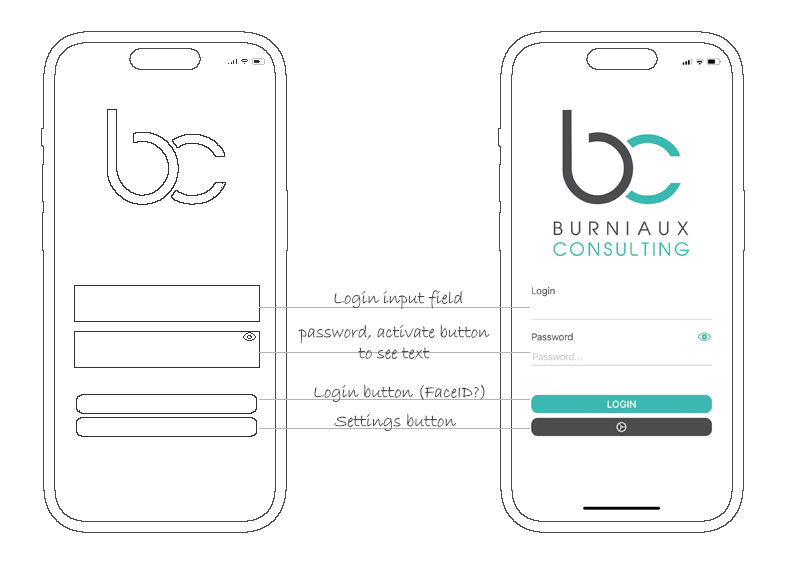 bc
bc
BURNIAUX
CONSULTING
Login input field
Login
password, activate button
to see text
Password
Password...
Login button (FaceID?)
LOGIN
Settings button